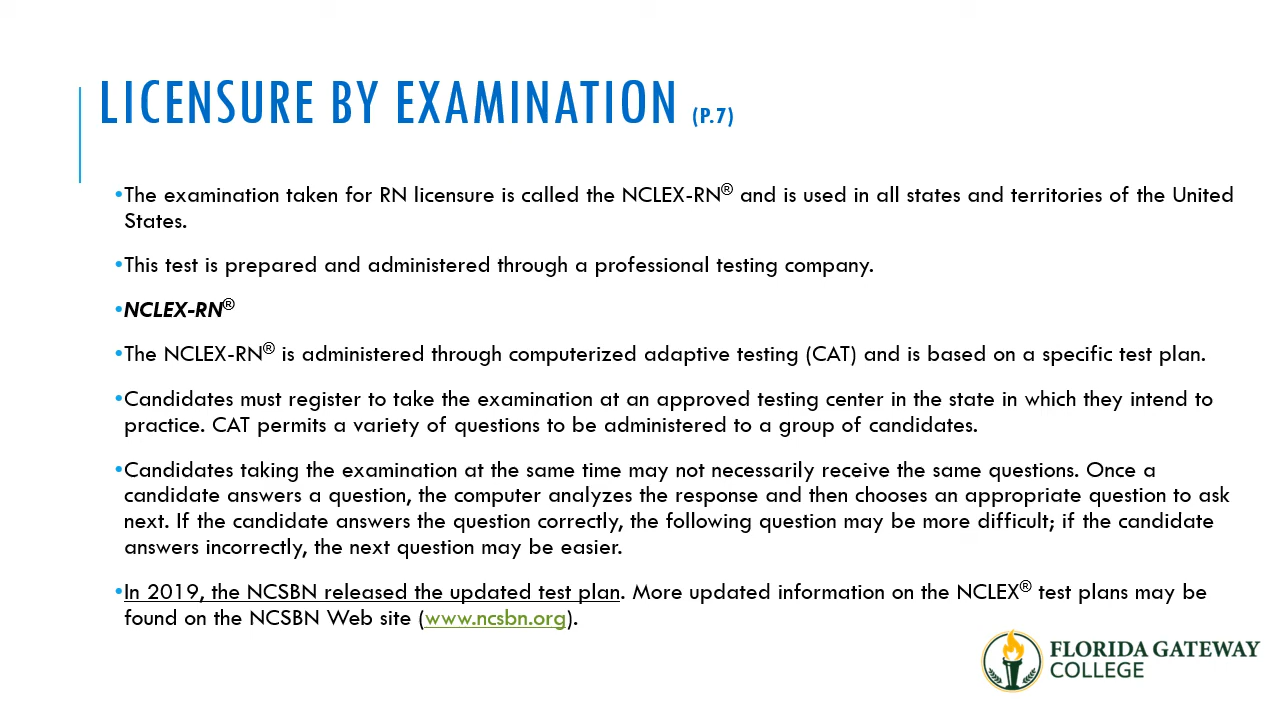 LICENSURE BY EXAMINATION (P.7)
•The examination taken for RN licensure is called the NCLEX-RN® and is used in all states and territories of the United
States.
•This test is prepared and administered through a professional testing company.
•NCLEX-RN®
•The NCLEX-RN® is administered through computerized adaptive testing (CAT) and is based on a specific test plan.
•Candidates must register to take the examination at an approved testing center in the state in which they intend to
practice. CAT permits a variety of questions to be administered to a group of candidates.
•Candidates taking the examination at the same time may not necessarily receive the same questions. Once a
candidate answers a question, the computer analyzes the response and then chooses an appropriate question to ask
next. If the candidate answers the question correctly, the following question may be more difficult; if the candidate
answers incorrectly, the next question may be easier.
•In 2019, the NCSBN released the updated test plan. More updated information on the NCLEX® test plans may be
found on the NCSBN Web site (www.ncsbn.org).
FLORIDA GATEWAY
COLLEGE